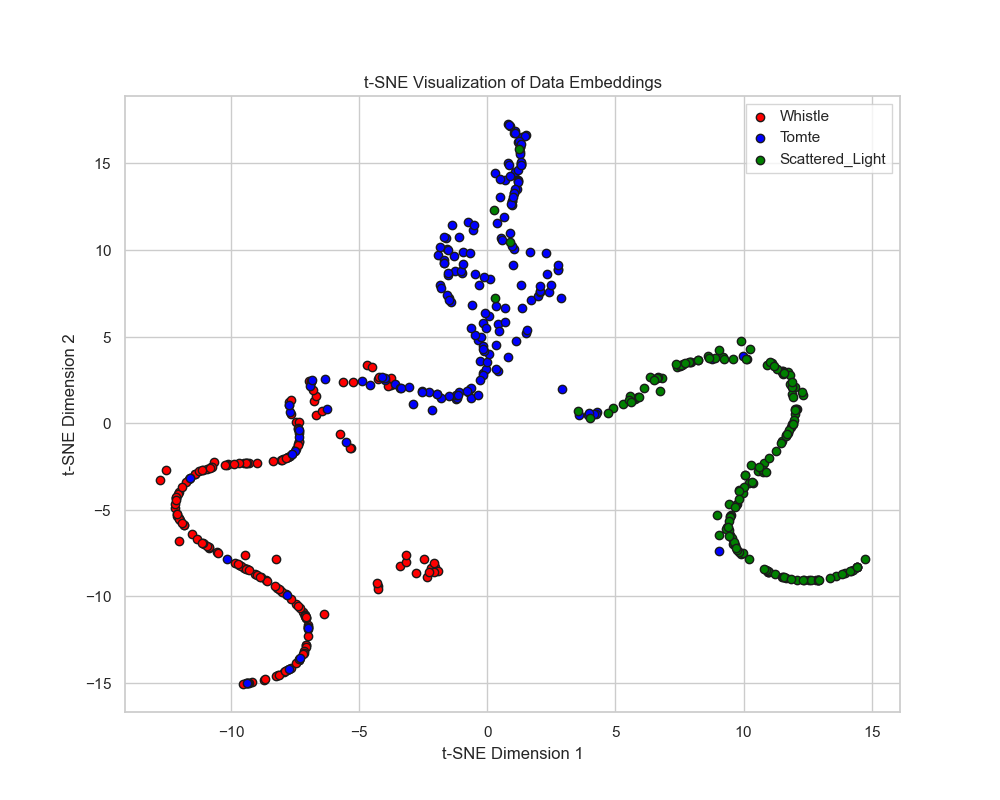 t-SNE Visualization of Data Embeddings
Whistle
Tomte
Scattered_Light
t-SNE Dimension 2
15
10
5
0
−5
−10
−15
−10
−5
0
5
10
15
t-SNE Dimension 1